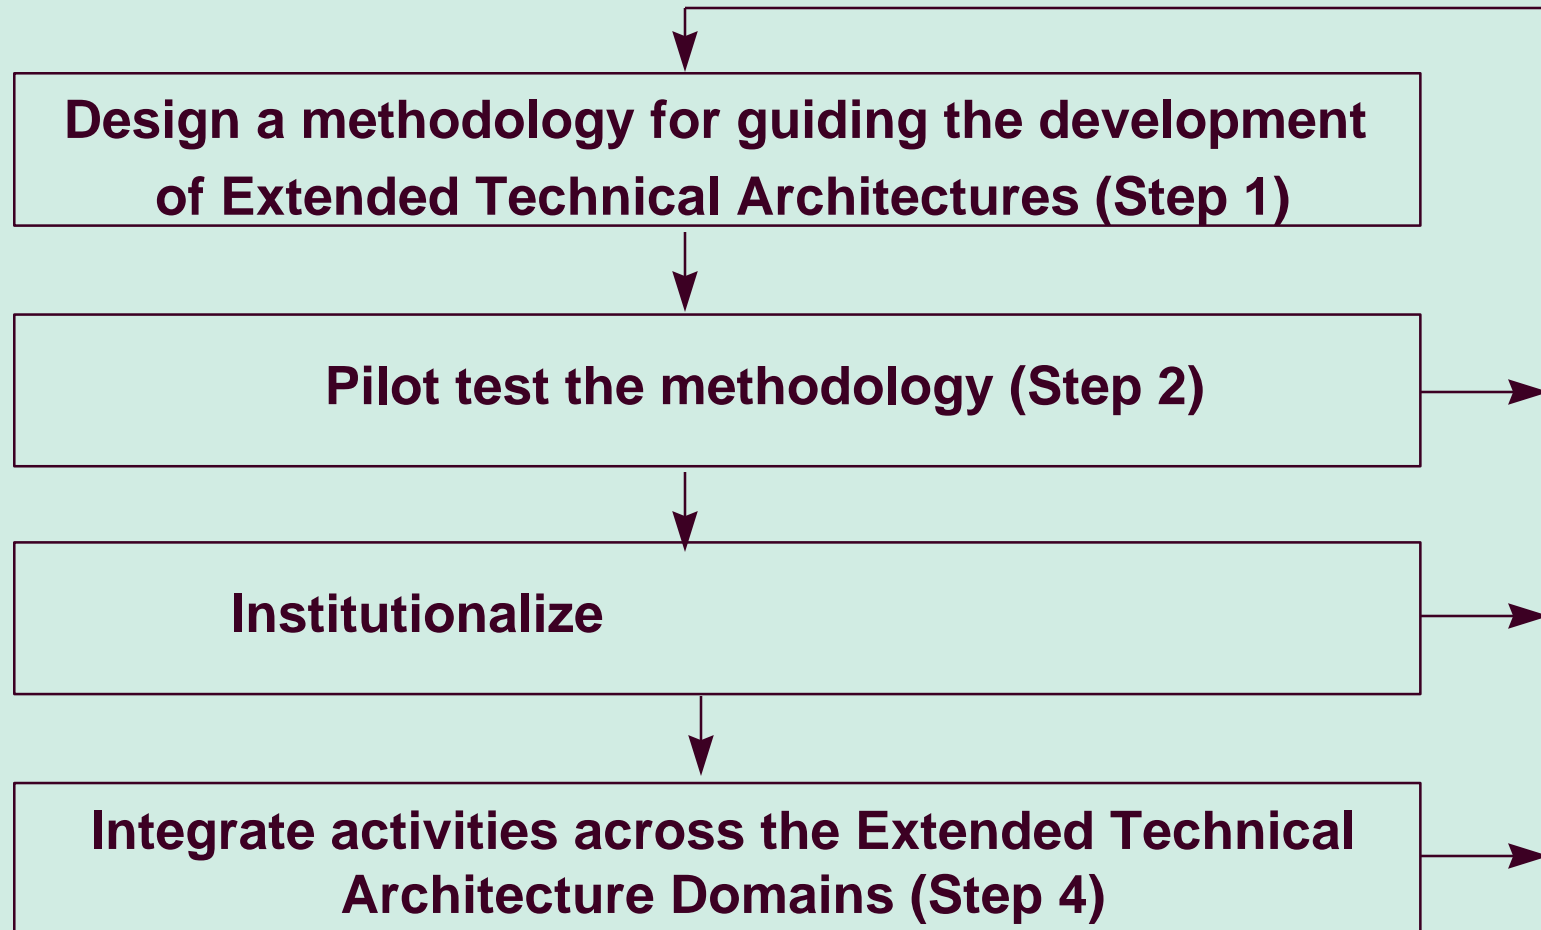 Design a methodology for guiding the development
of Extended Technical Architectures (Step 1)
Pilot test the methodology (Step 2)
Institutionalize
Integrate activities across the Extended Technical
Architecture Domains (Step 4)